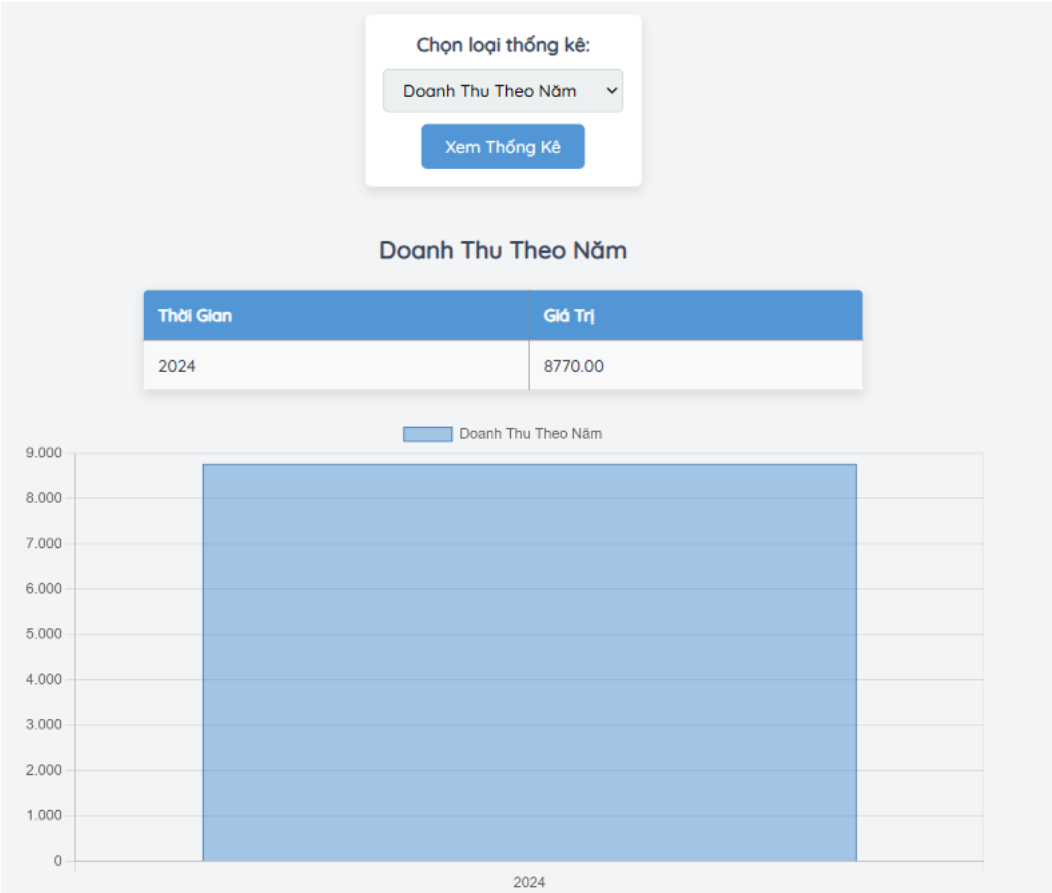 Chọn loại thống kê:
Doanh Thu Theo Năm
Xem Thống Kê
Doanh Thu Theo Năm
Thời Gian Giá Trị
2024 8770.00
Doanh Thu Theo Năm
9.000
8.000
7.000
6.000
5.000
4.000
3.000
2.000
1.000
0
2024